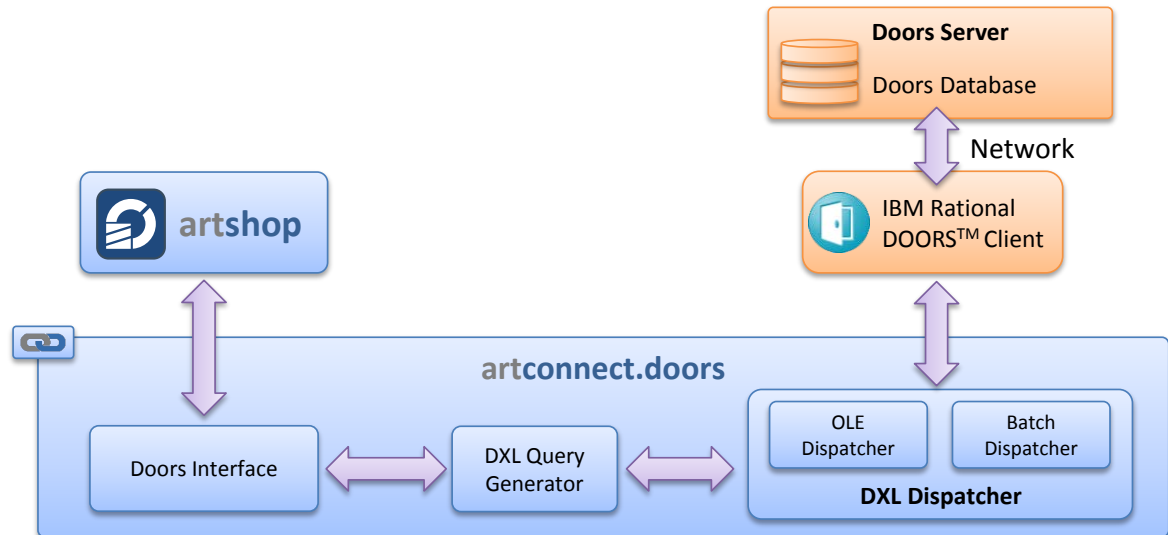 Doors Server
Doors Database
Network
artshop
IBM Rational
DOORS™ Client
artconnect.doors
Doors Interface
DXL Query
Generator
OLE
Dispatcher
Batch
Dispatcher
DXL Dispatcher